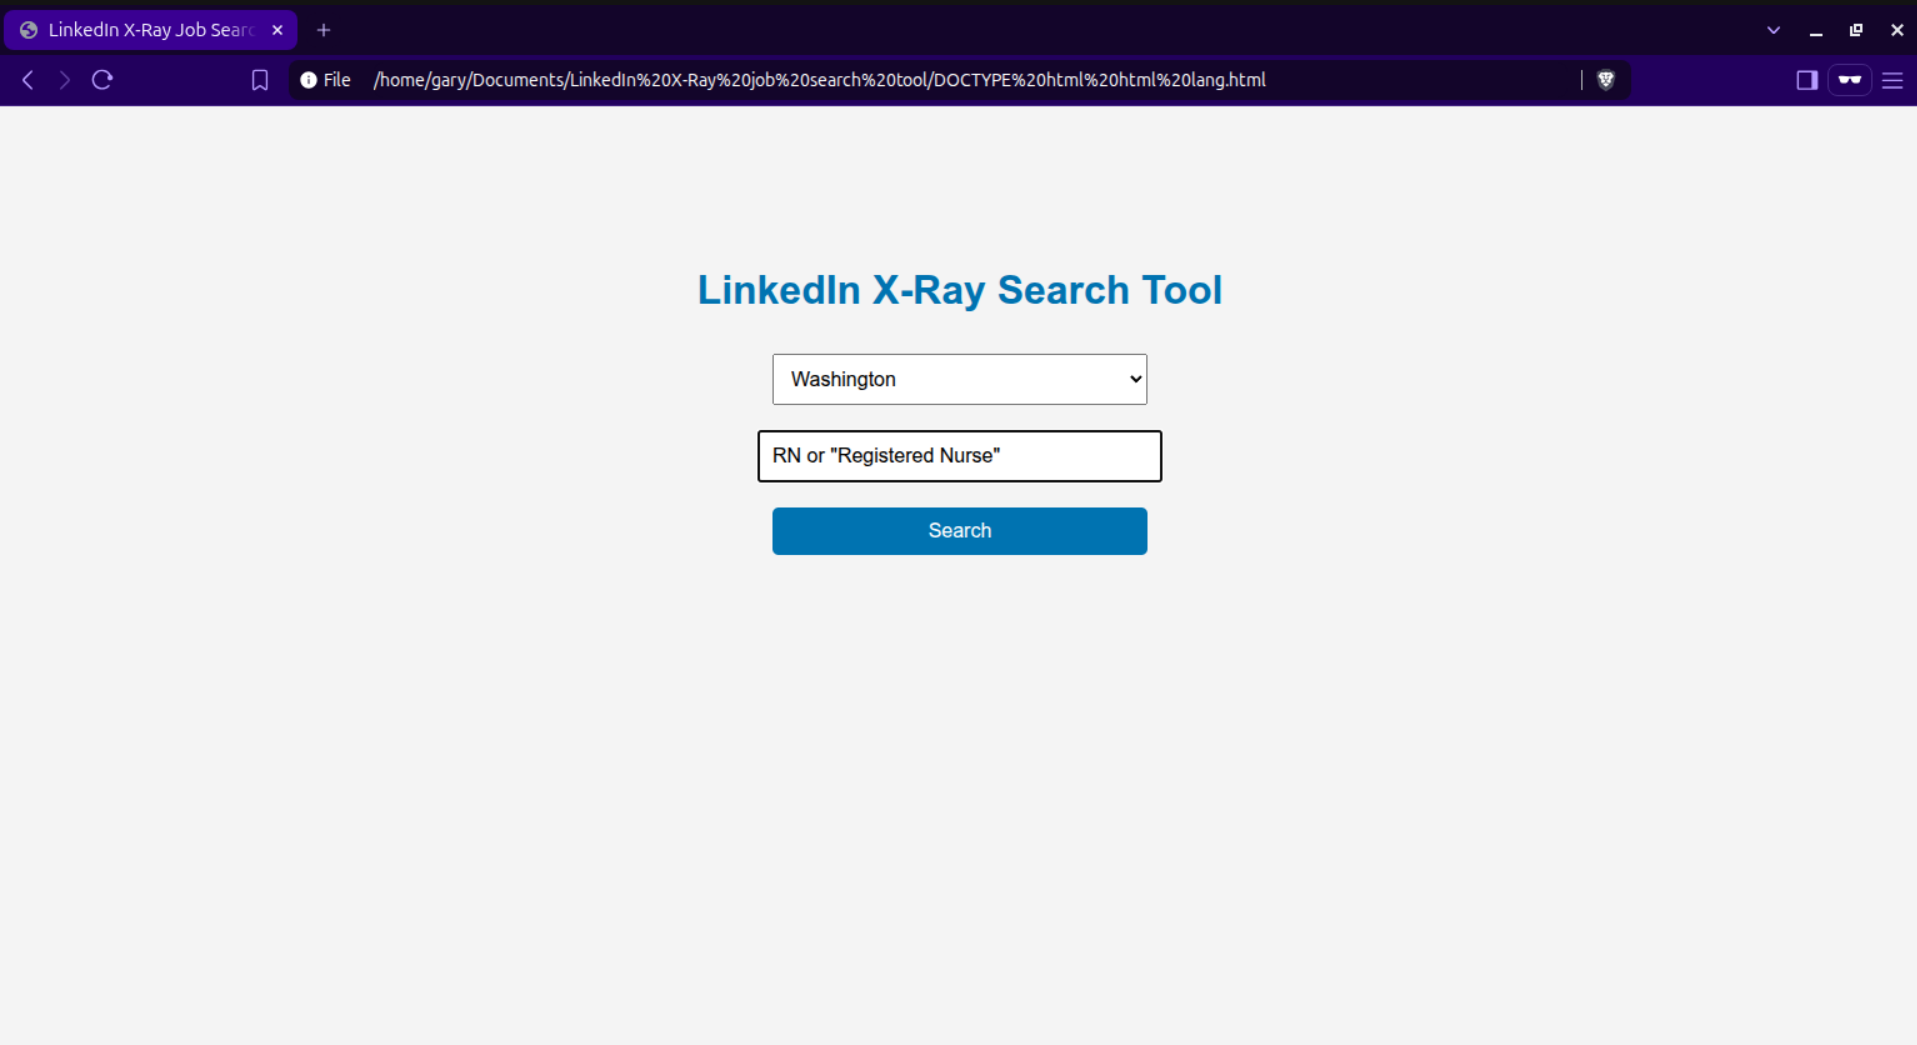 LinkedIn X-Ray Job Searc
File /home/gary/Documents/LinkedIn%20X-Ray%20job%20search%20tool/DOCTYPE%20html%20html%20lang.html
LinkedIn X-Ray Search Tool
Washington
RN or "Registered Nurse"
Search